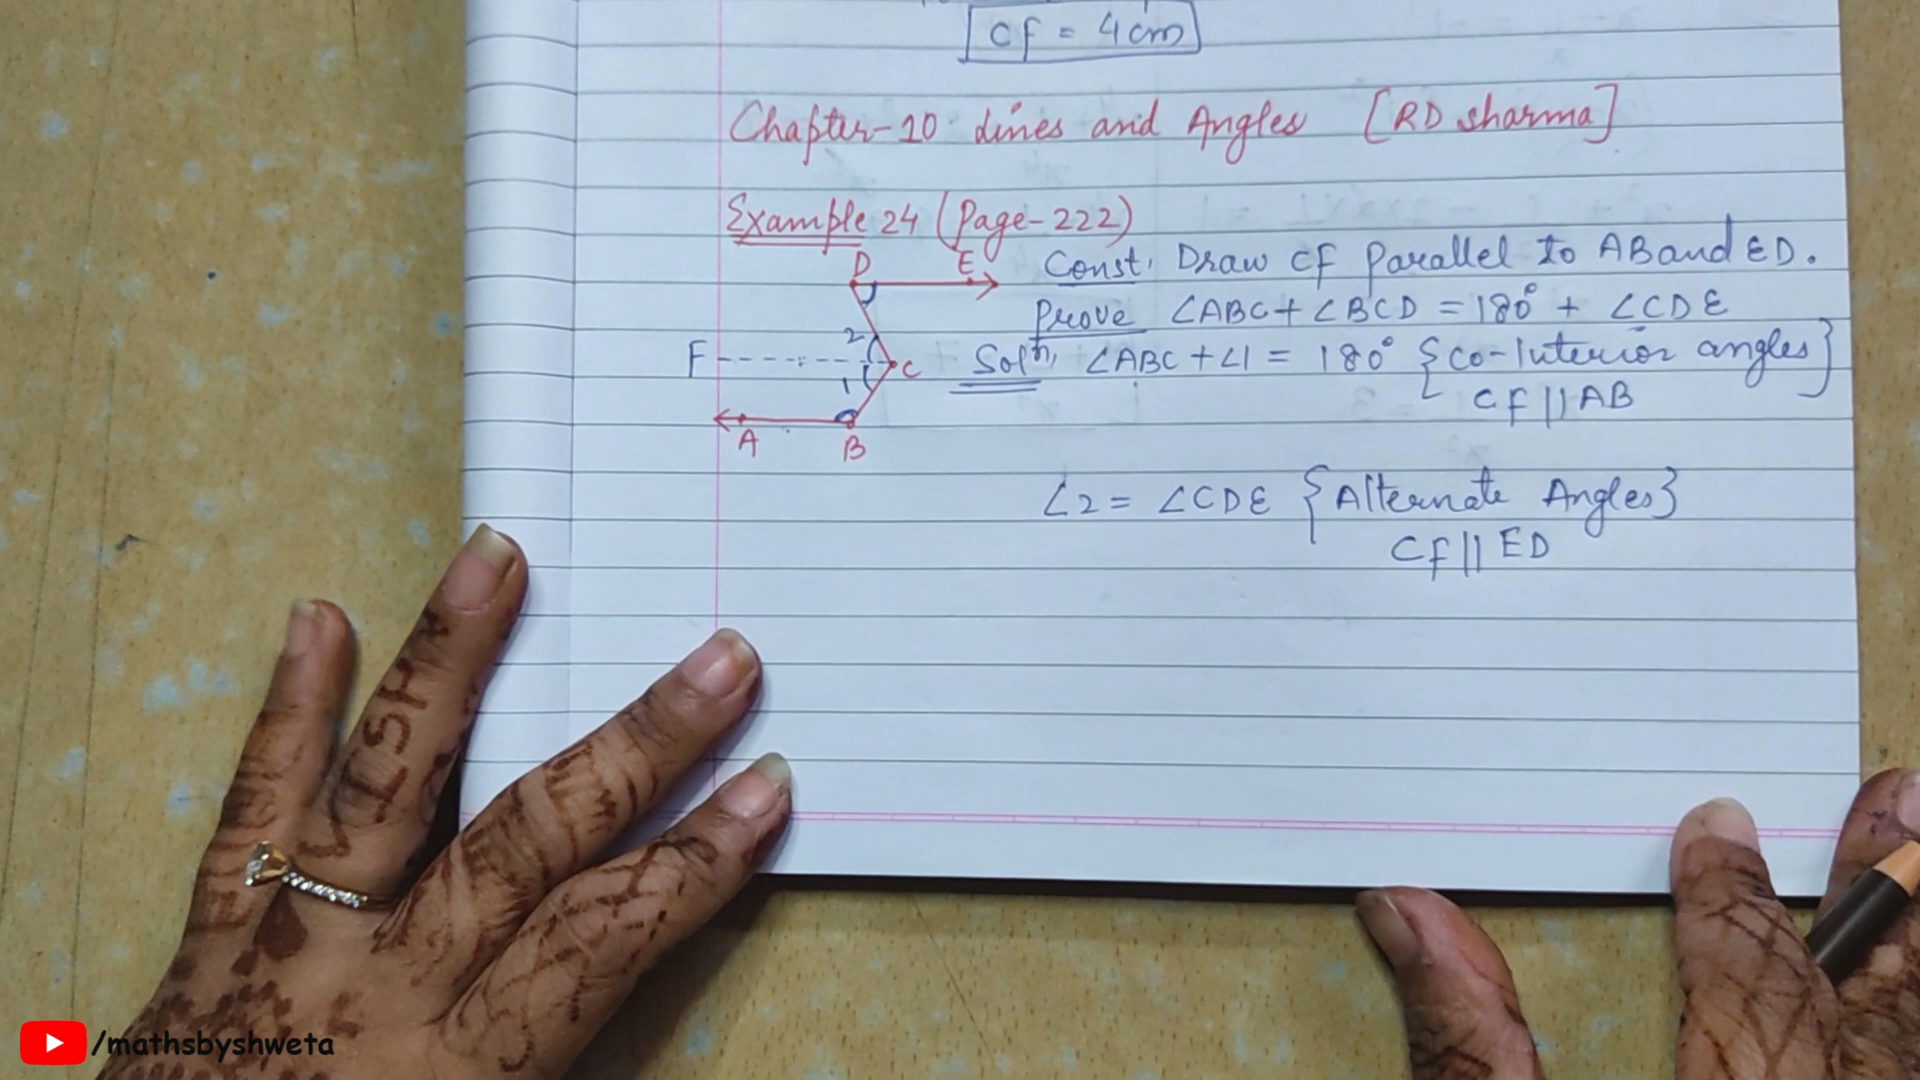 CF = 4cm
Chapter-10 Lines and Angles [RD Sharma]
Example 24 (Page-222)
D E
Const. Draw CF Parallel to AB and ED.
Prove ∠ABC + ∠BCD = 180° + ∠CDE
2
F C
1
Solⁿ, ∠ABC + ∠1 = 180° {Co-Interior angles}
CF || AB
A B
∠2 = ∠CDE {Alternate Angles}
CF || ED
/mathsbyshweta